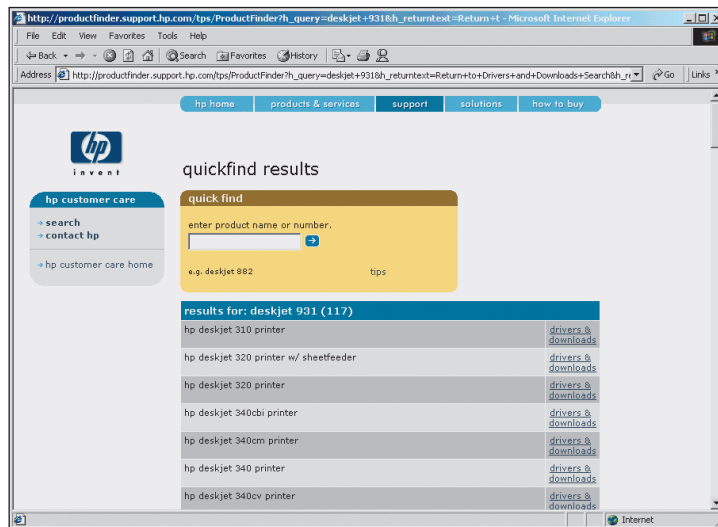 http://productfinder.support.hp.com/tps/ProductFinder?h_query=deskjet+931&h_returntext=Return+t - Microsoft Internet Explorer
File Edit View Favorites Tools Help
Back Search Favorites History
Address http://productfinder.support.hp.com/tps/ProductFinder?h_query=deskjet+931&h_returntext=Return+to+Drivers+and+Downloads+Search&h_r Go Links »
hp home products & services support solutions how to buy
hp
invent
quickfind results
hp customer care
search
contact hp
hp customer care home
quick find
enter product name or number.
e.g. deskjet 882 tips
results for: deskjet 931 (117)
hp deskjet 310 printer drivers &
downloads
hp deskjet 320 printer w/ sheetfeeder drivers &
downloads
hp deskjet 320 printer drivers &
downloads
hp deskjet 340cbi printer drivers &
downloads
hp deskjet 340cm printer drivers &
downloads
hp deskjet 340 printer drivers &
downloads
hp deskjet 340cv printer drivers &
downloads
Internet